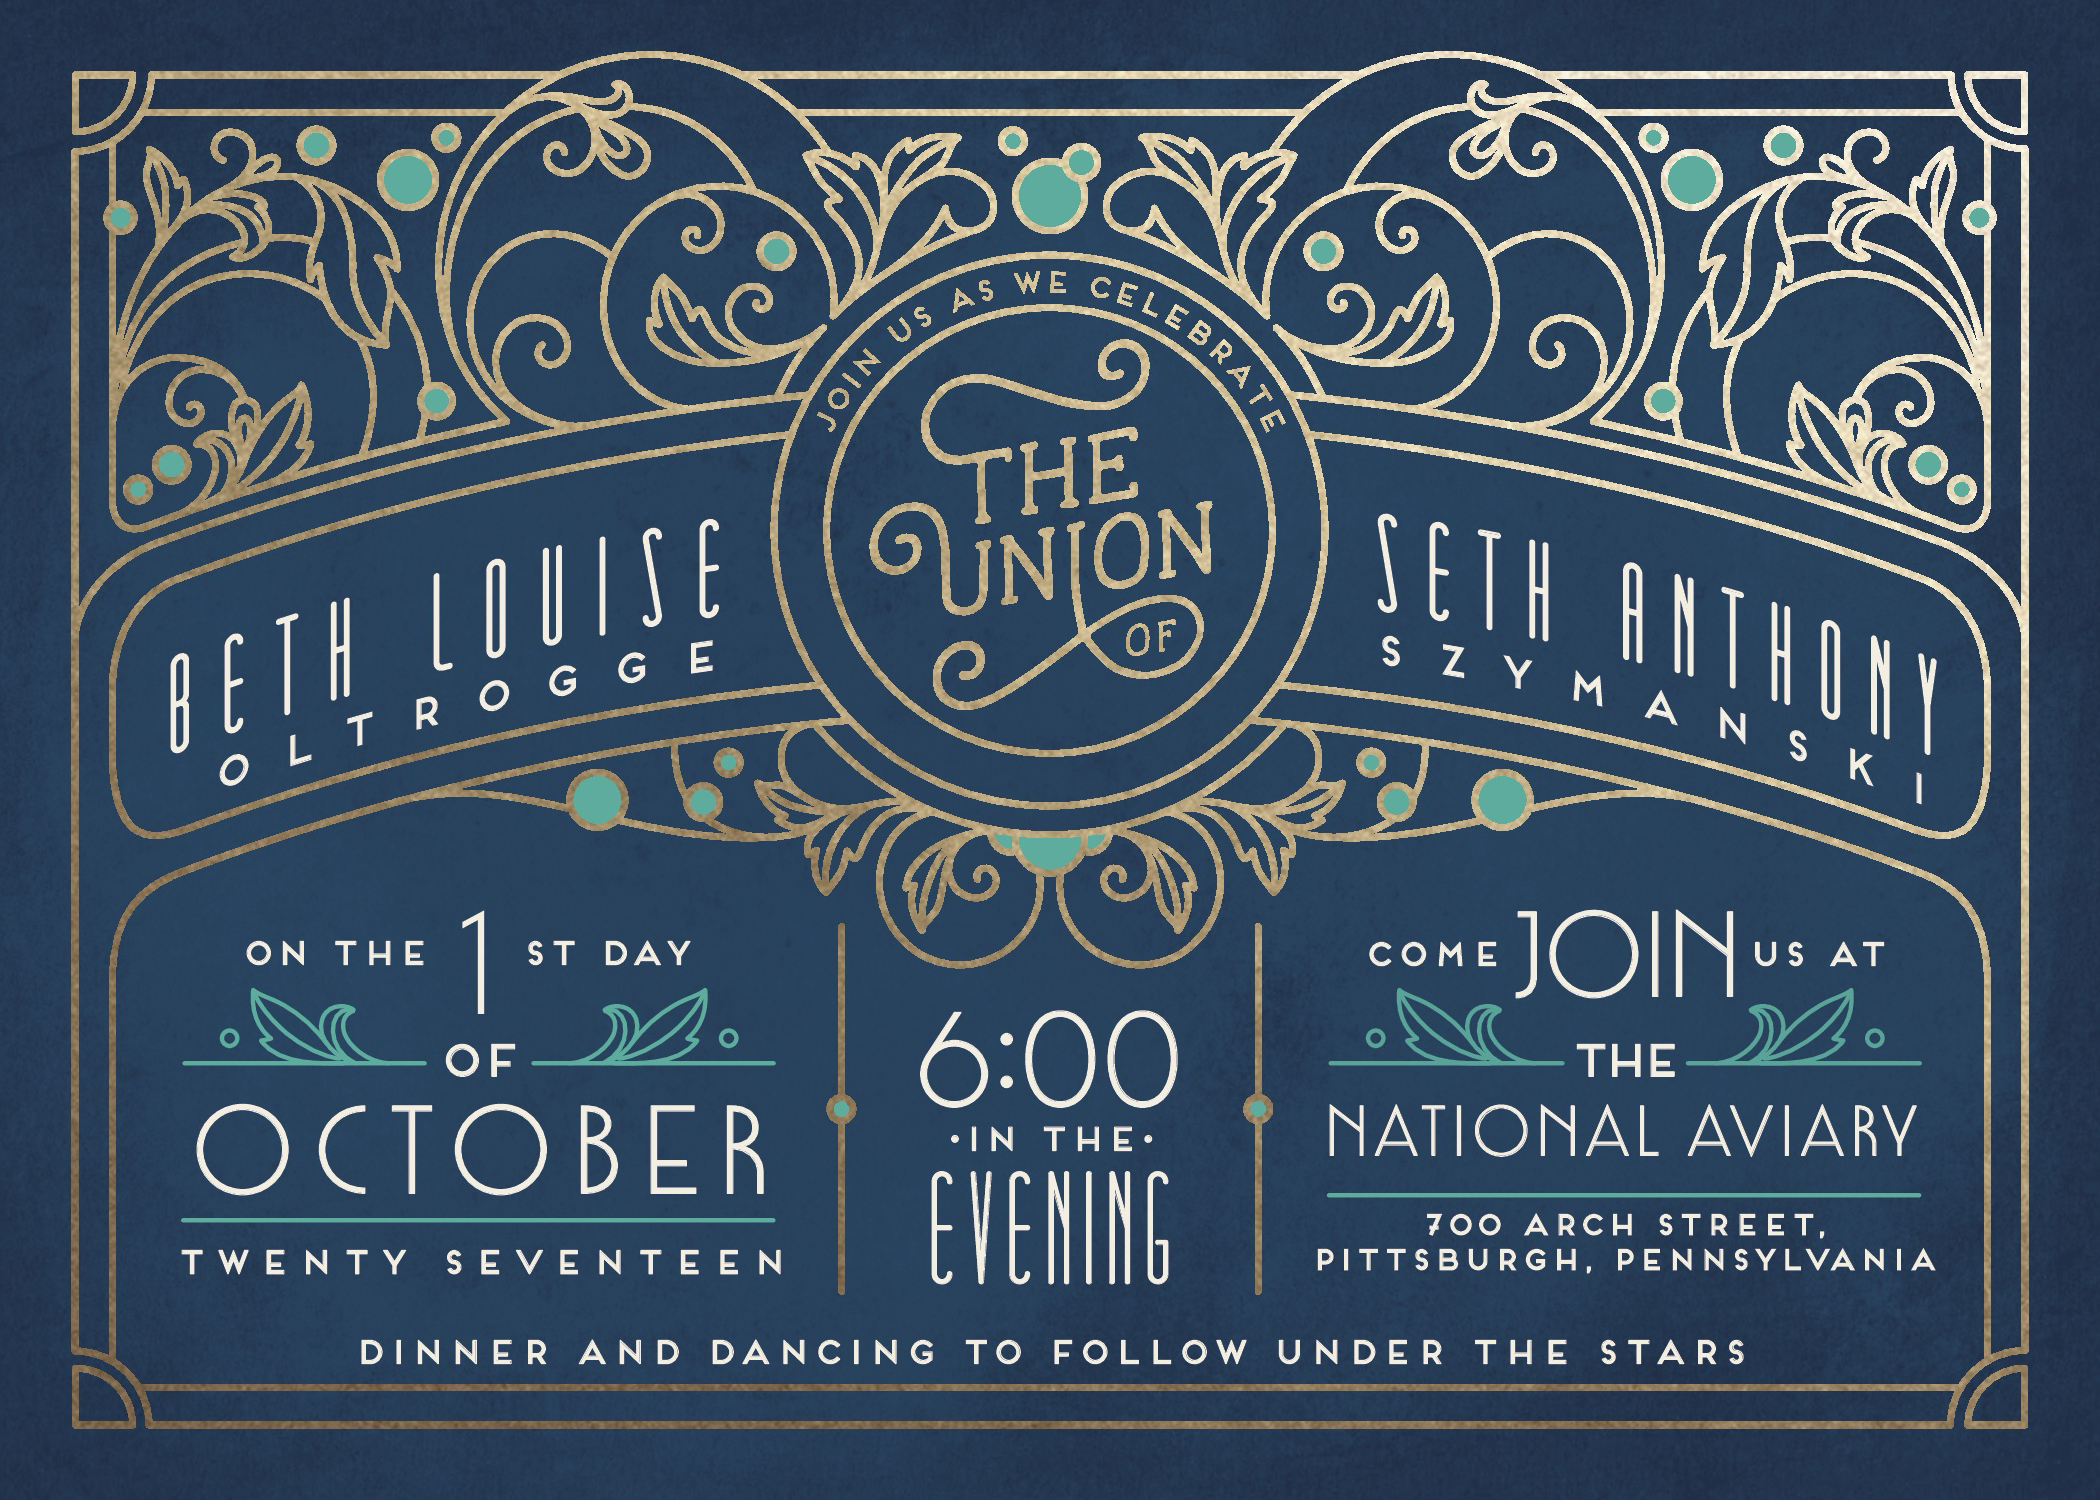 JOIN US AS WE CELEBRATE
THE
UNION
OF
BETH LOUISE
OLTROGGE
SETH ANTHONY
SZYMANSKI
ON THE 1 ST DAY
OF
OCTOBER
TWENTY SEVENTEEN
6:00
·IN THE·
EVENING
COME JOIN US AT
THE
NATIONAL AVIARY
700 ARCH STREET,
PITTSBURGH, PENNSYLVANIA
DINNER AND DANCING TO FOLLOW UNDER THE STARS